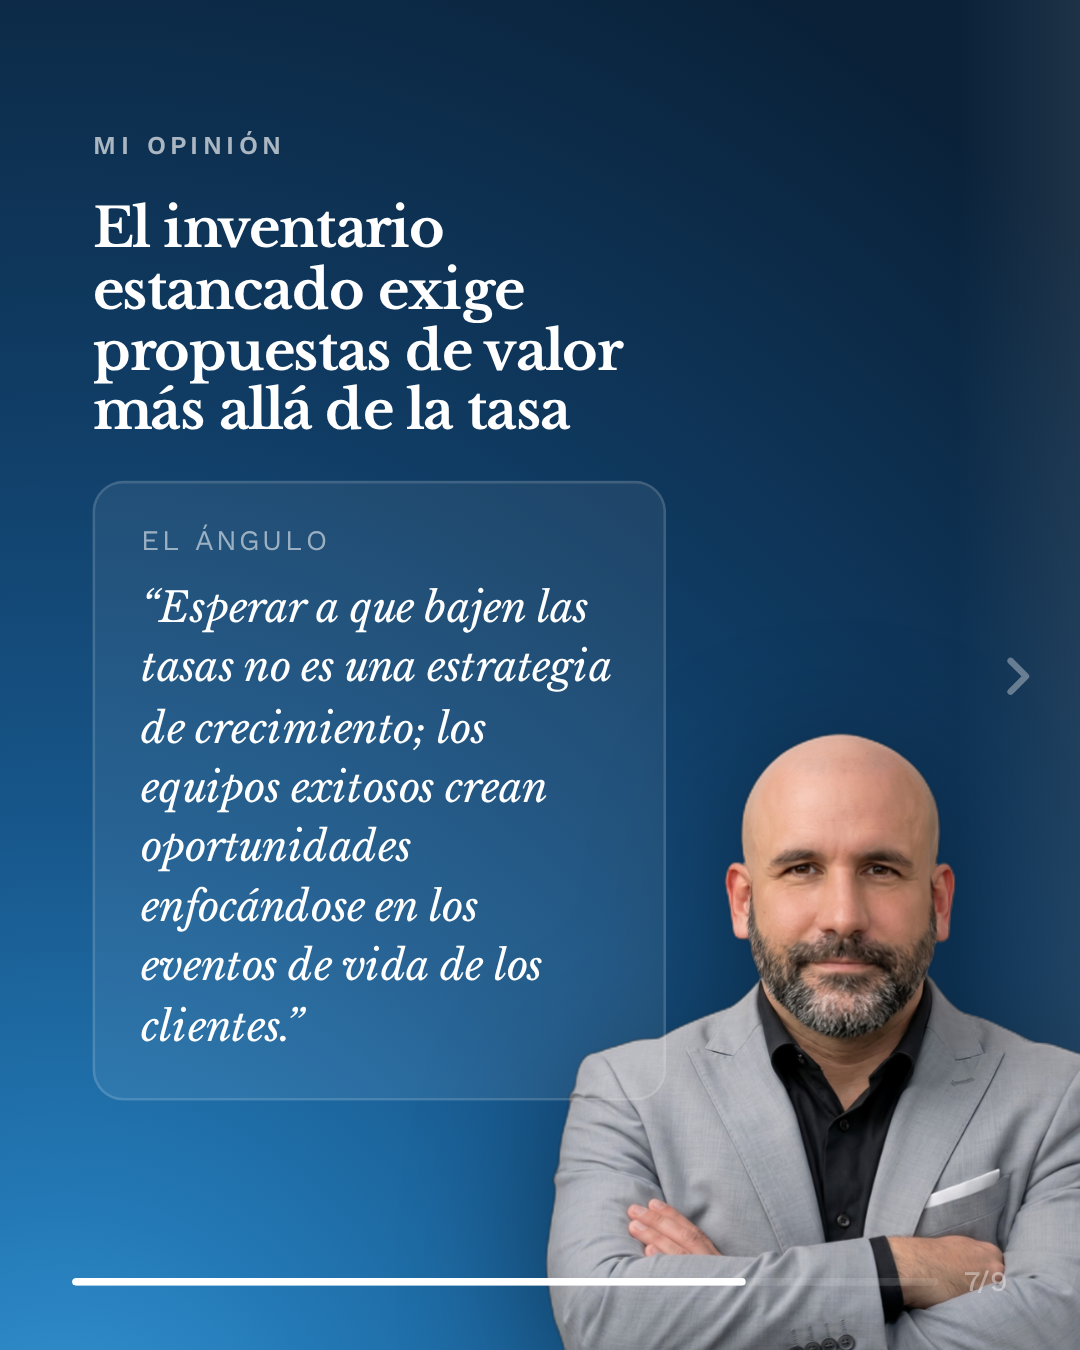 MI OPINIÓN
El inventario
estancado exige
propuestas de valor
más allá de la tasa
EL ÁNGULO
“Esperar a que bajen las
tasas no es una estrategia
de crecimiento; los
equipos exitosos crean
oportunidades
enfocándose en los
eventos de vida de los
clientes.”
7/9